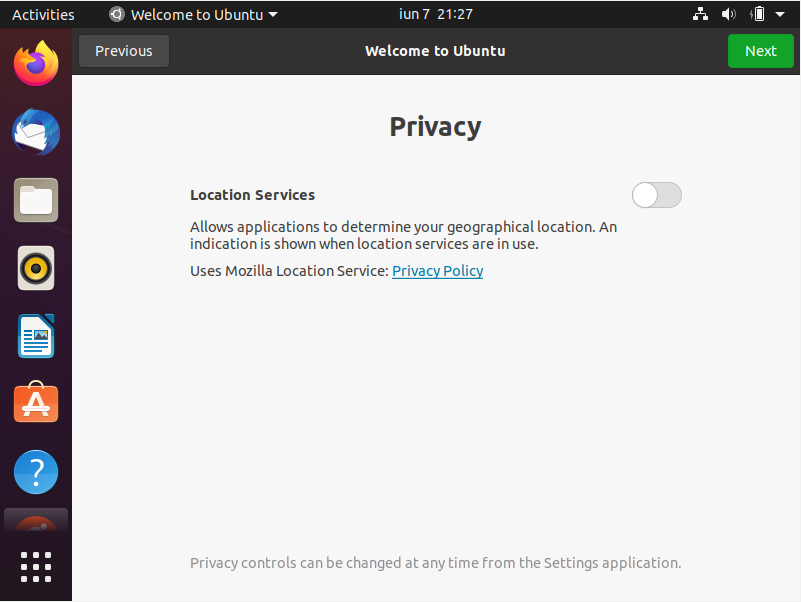 Activities
Welcome to Ubuntu
iun 7 21:27
Previous
Welcome to Ubuntu
Next
Privacy
Location Services
Allows applications to determine your geographical location. An
indication is shown when location services are in use.
Uses Mozilla Location Service: Privacy Policy
?
Privacy controls can be changed at any time from the Settings application.